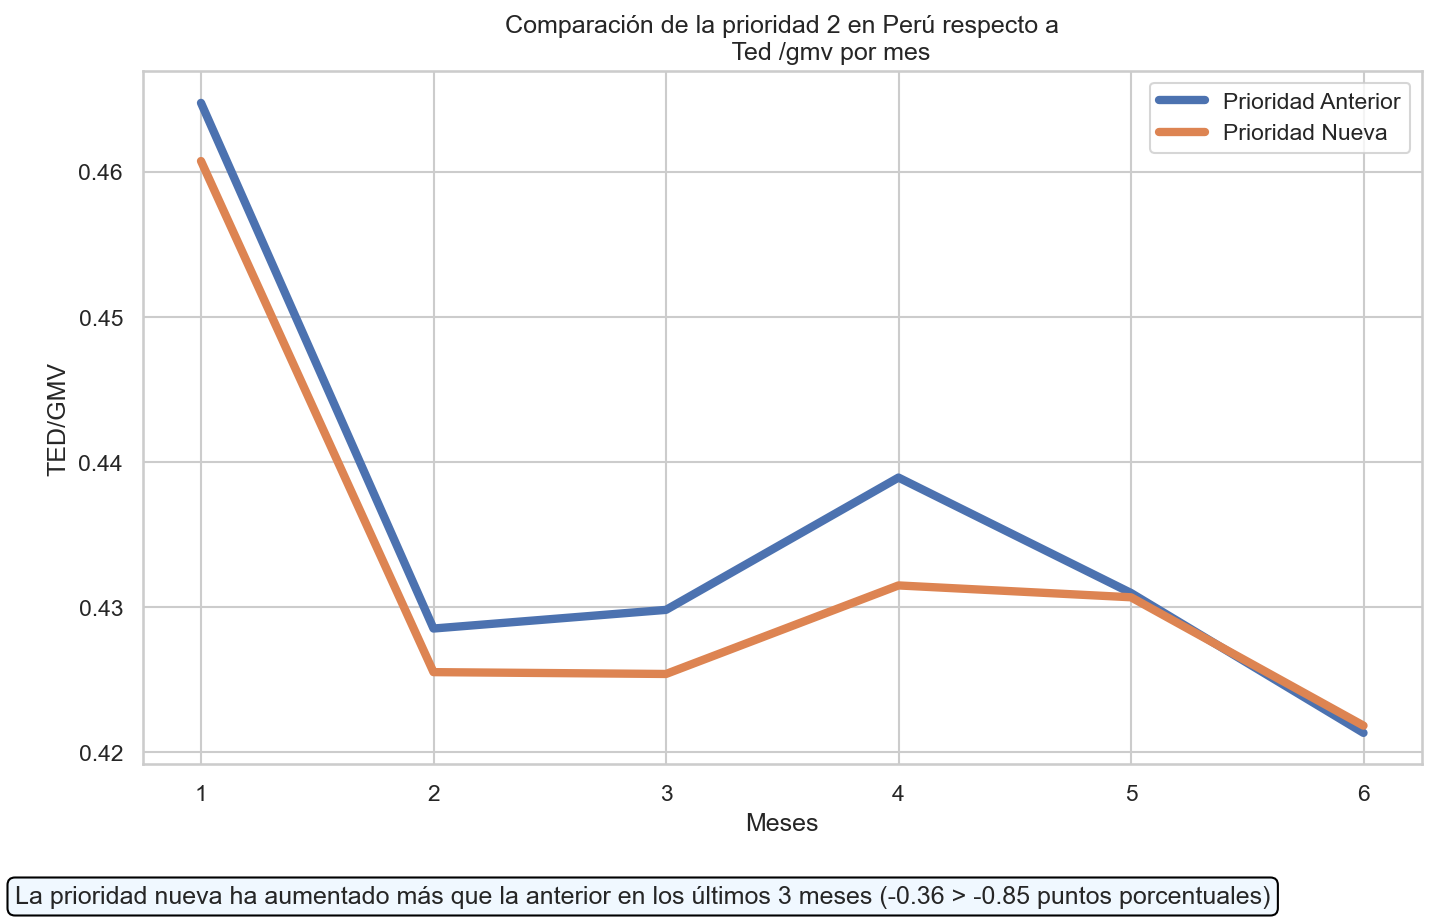 Comparación de la prioridad 2 en Perú respecto a
Ted /gmv por mes
Prioridad Anterior
Prioridad Nueva
TED/GMV
0.46
0.45
0.44
0.43
0.42
1 2 3 4 5 6
Meses
La prioridad nueva ha aumentado más que la anterior en los últimos 3 meses (-0.36 > -0.85 puntos porcentuales)